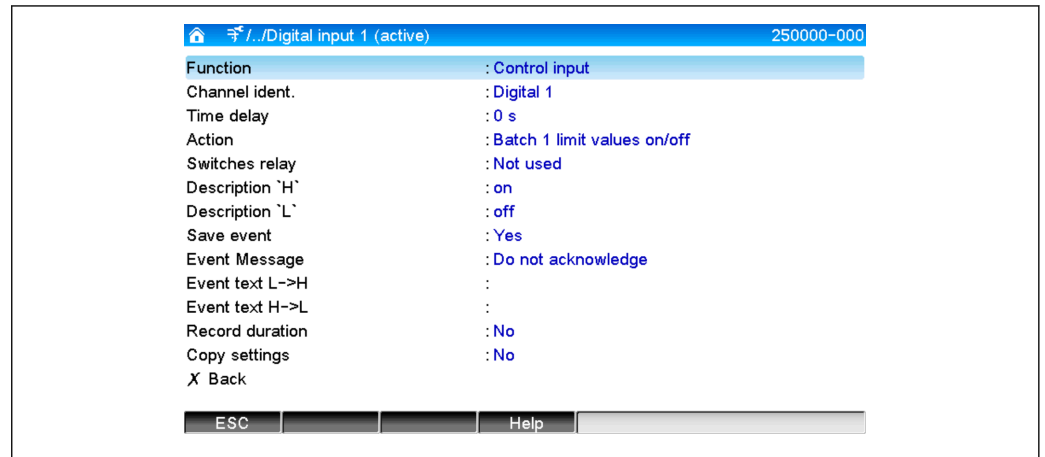 /../Digital input 1 (active) 250000-000
Function : Control input
Channel ident. : Digital 1
Time delay : 0 s
Action : Batch 1 limit values on/off
Switches relay : Not used
Description `H` : on
Description `L` : off
Save event : Yes
Event Message : Do not acknowledge
Event text L->H :
Event text H->L :
Record duration : No
Copy settings : No
X Back
ESC Help